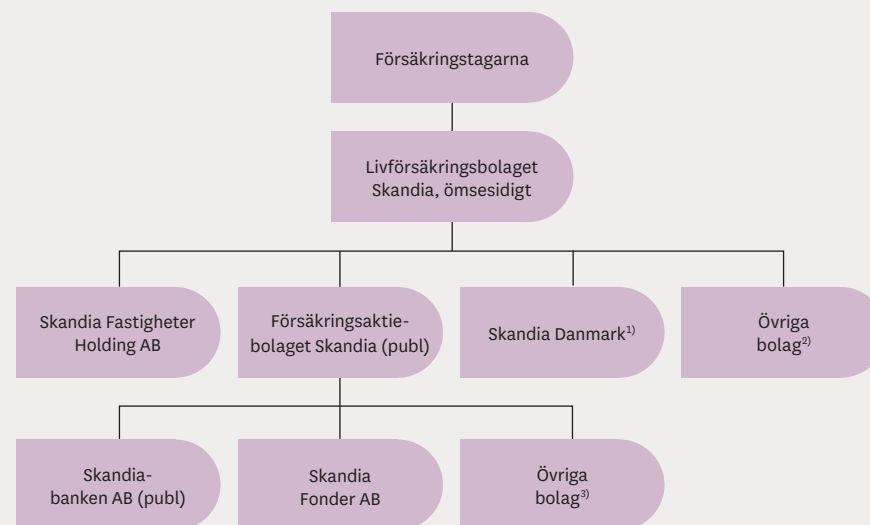 Försäkringstagarna
Livförsäkringsbolaget
Skandia, ömsesidigt
Skandia Fastigheter
Holding AB
Försäkringsaktie-
bolaget Skandia (publ)
Skandia Danmark1)
Övriga
bolag2)
Skandia-
banken AB (publ)
Skandia
Fonder AB
Övriga
bolag3)